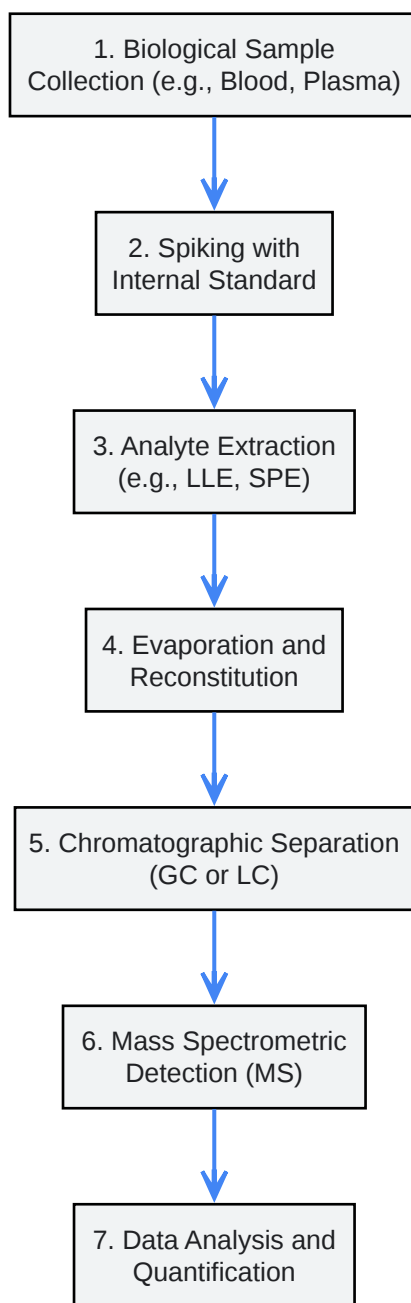 1. Biological Sample
Collection (e.g., Blood, Plasma)
2. Spiking with
Internal Standard
3. Analyte Extraction
(e.g., LLE, SPE)
4. Evaporation and
Reconstitution
5. Chromatographic Separation
(GC or LC)
6. Mass Spectrometric
Detection (MS)
7. Data Analysis and
Quantification